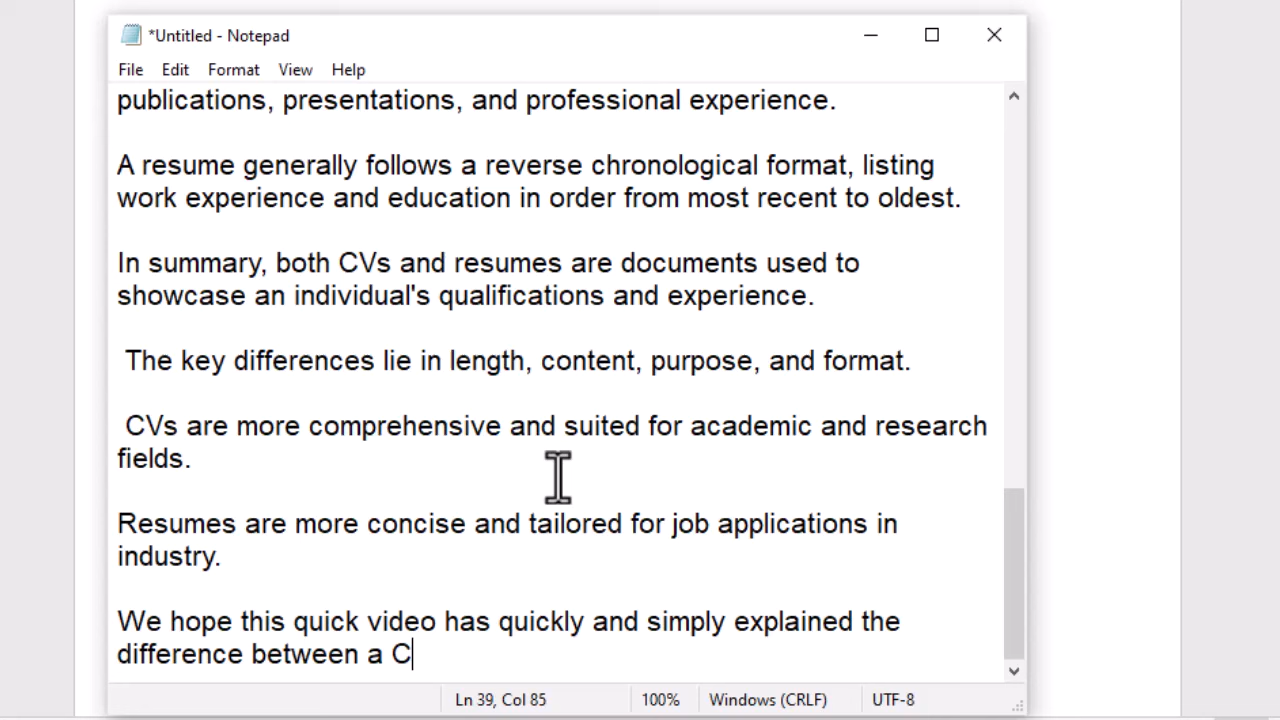 *Untitled - Notepad
File Edit Format View Help
publications, presentations, and professional experience.
A resume generally follows a reverse chronological format, listing
work experience and education in order from most recent to oldest.
In summary, both CVs and resumes are documents used to
showcase an individual's qualifications and experience.
The key differences lie in length, content, purpose, and format.
CVs are more comprehensive and suited for academic and research
fields.
Resumes are more concise and tailored for job applications in
industry.
We hope this quick video has quickly and simply explained the
difference between a C
Ln 39, Col 85 100% Windows (CRLF) UTF-8